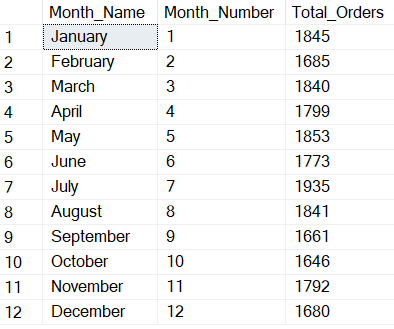 Month_Name Month_Number Total_Orders
1 January 1 1845
2 February 2 1685
3 March 3 1840
4 April 4 1799
5 May 5 1853
6 June 6 1773
7 July 7 1935
8 August 8 1841
9 September 9 1661
10 October 10 1646
11 November 11 1792
12 December 12 1680